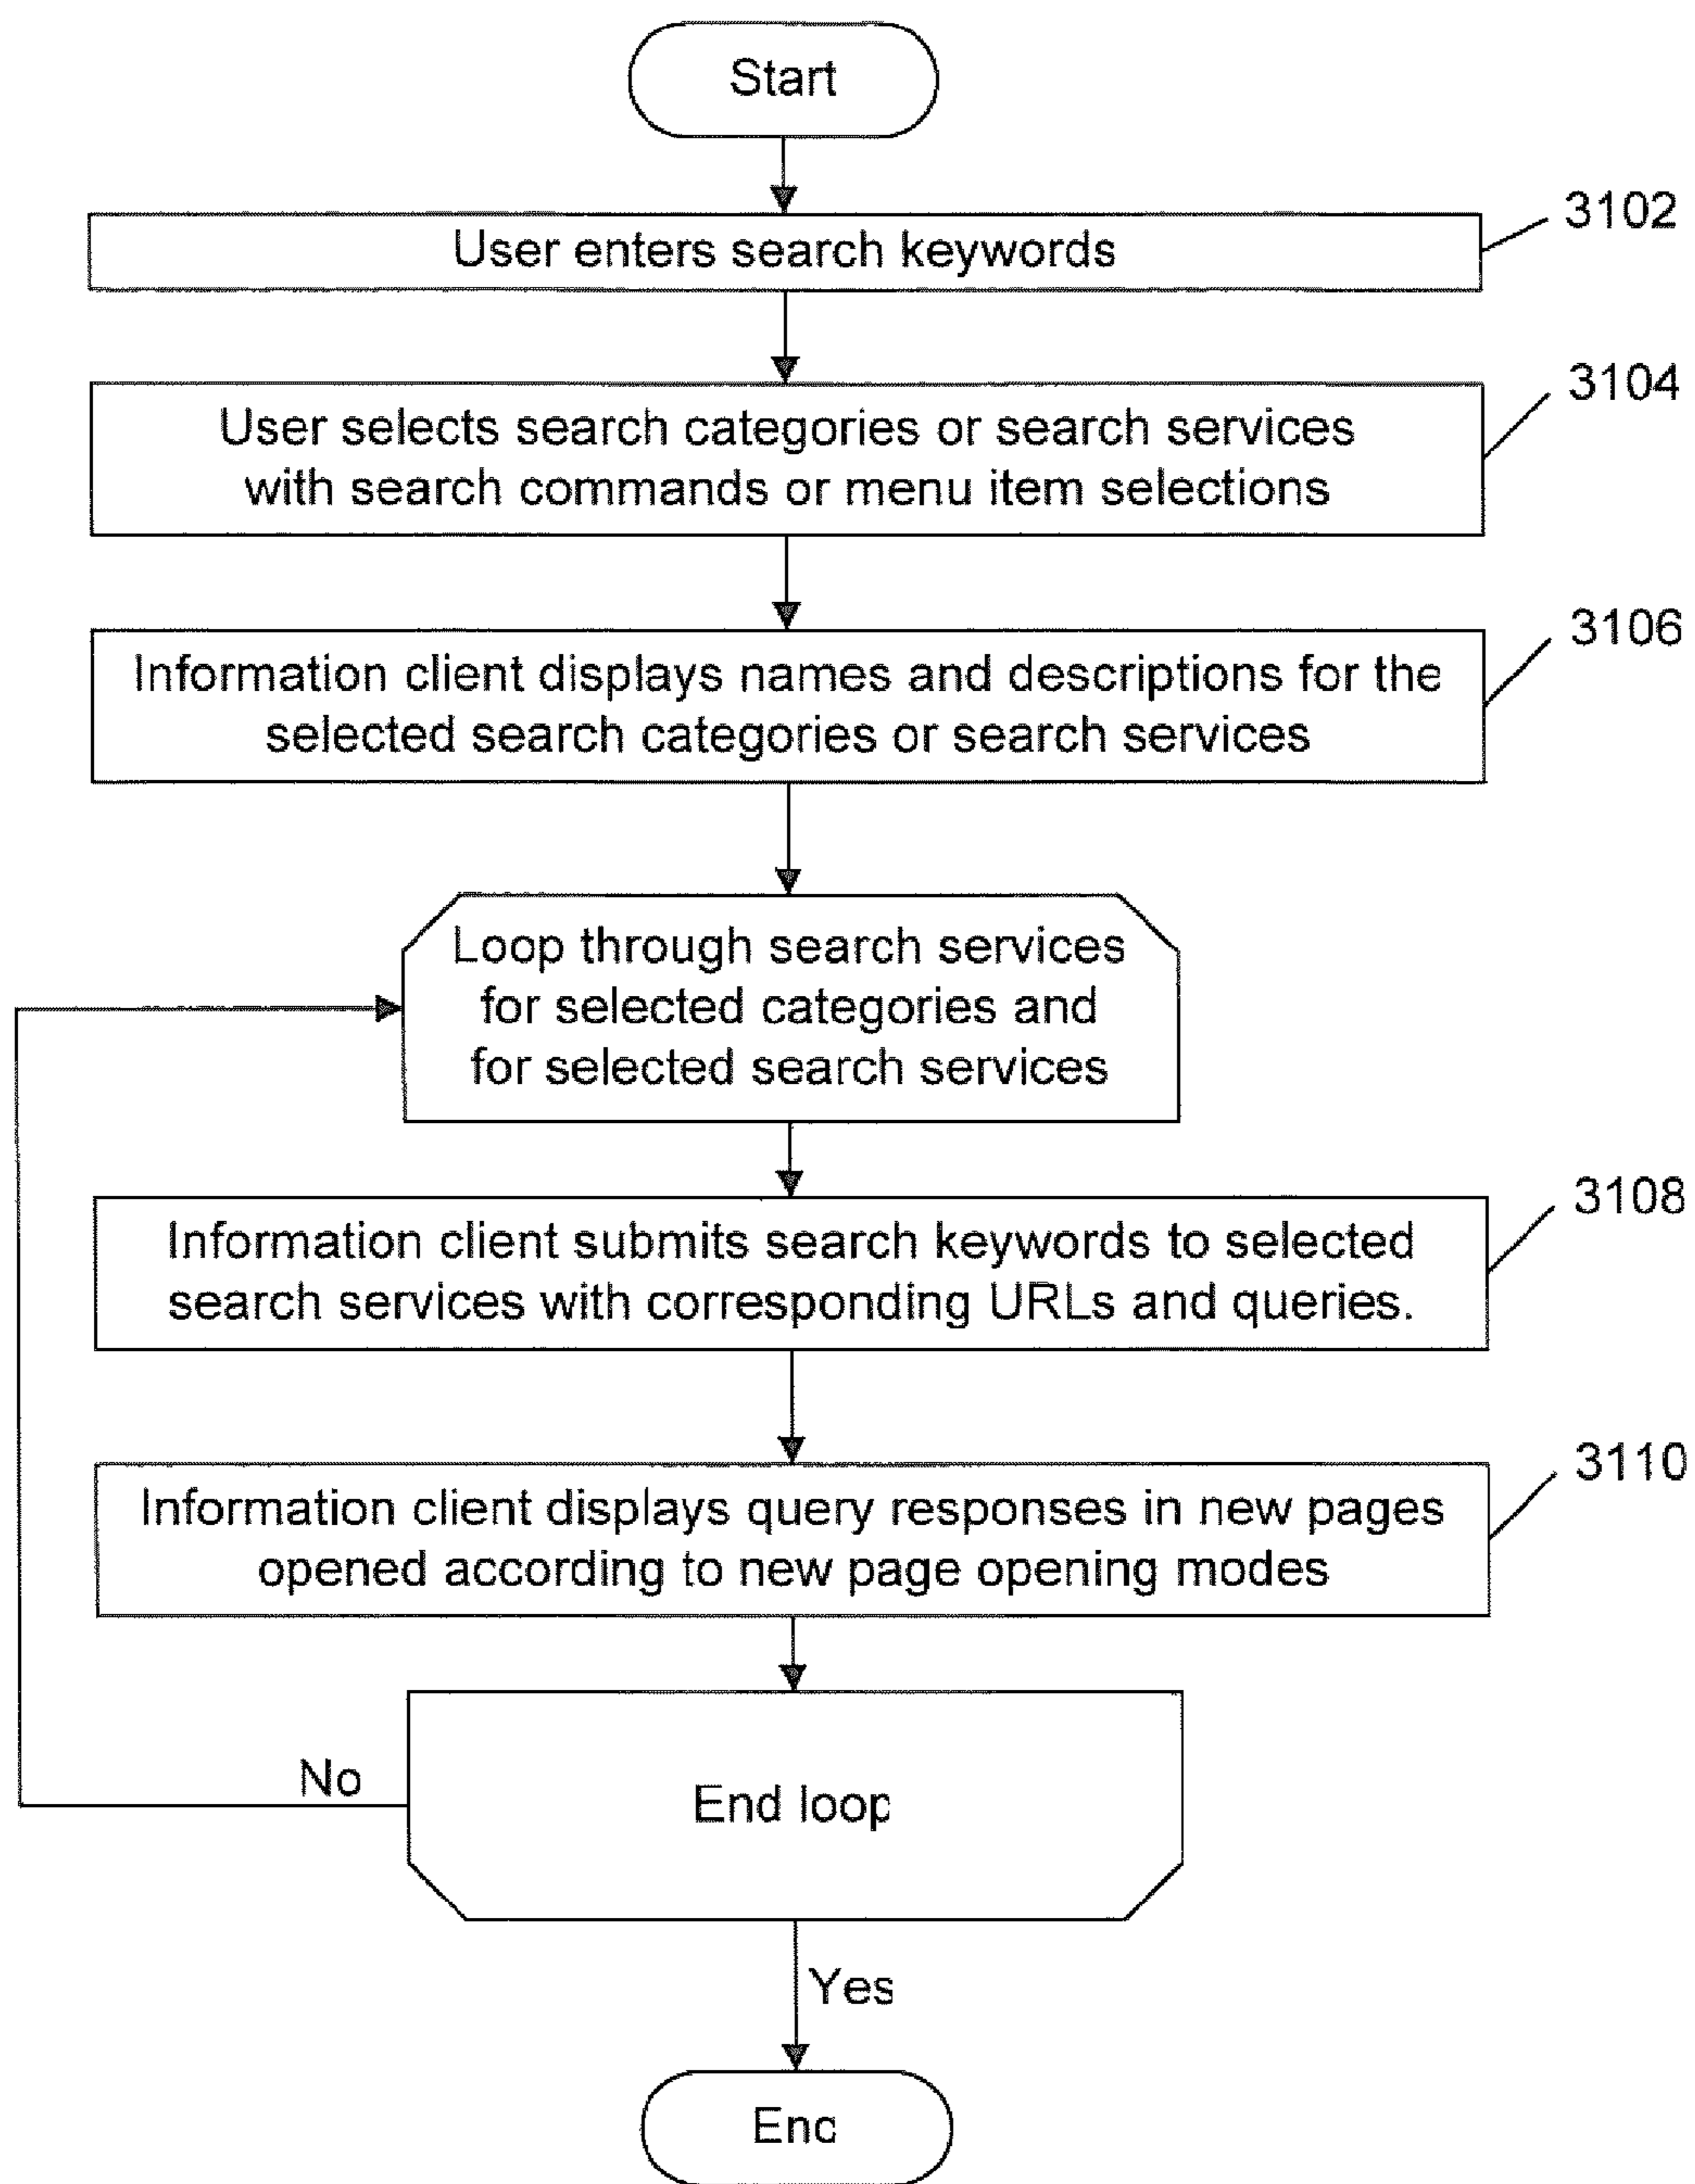 Start
User enters search keywords
3102
User selects search categories or search services
with search commands or menu item selections
3104
Information client displays names and descriptions for the
selected search categories or search services
3106
Loop through search services
for selected categories and
for selected search services
Information client submits search keywords to selected
search services with corresponding URLs and queries.
3108
Information client displays query responses in new pages
opened according to new page opening modes
3110
No
End loop
Yes
End